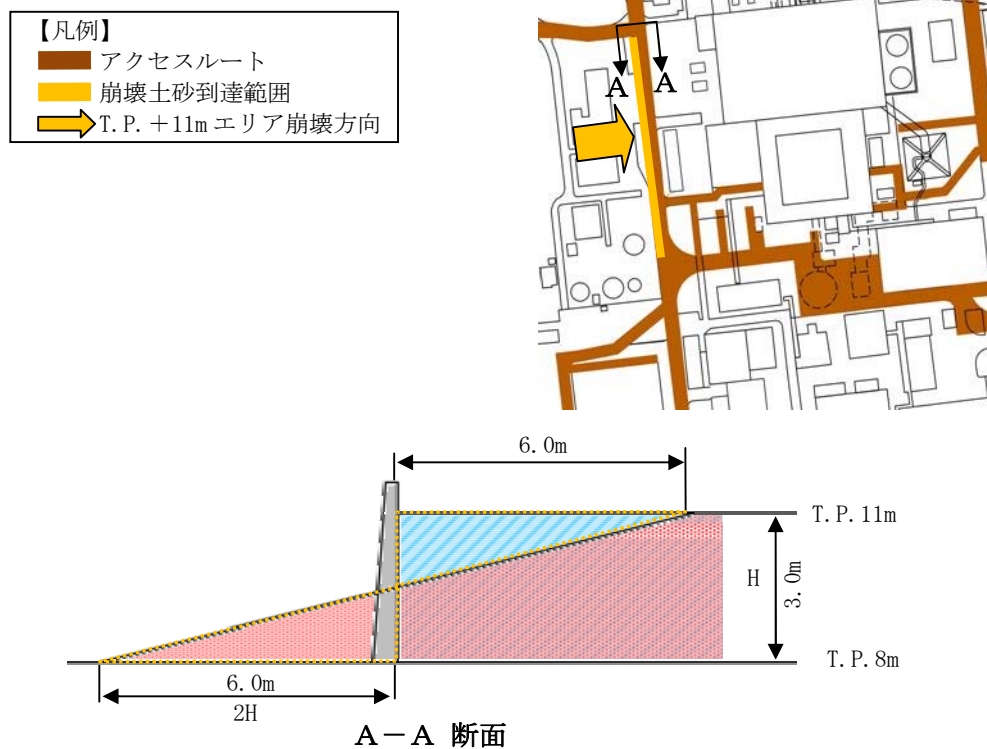 【凡例】
アクセスルート
崩壊土砂到達範囲
T.P.＋11mエリア崩壊方向
A A
6.0m
T.P.11m
H 3.0m
T.P.8m
6.0m
2H
A－A 断面